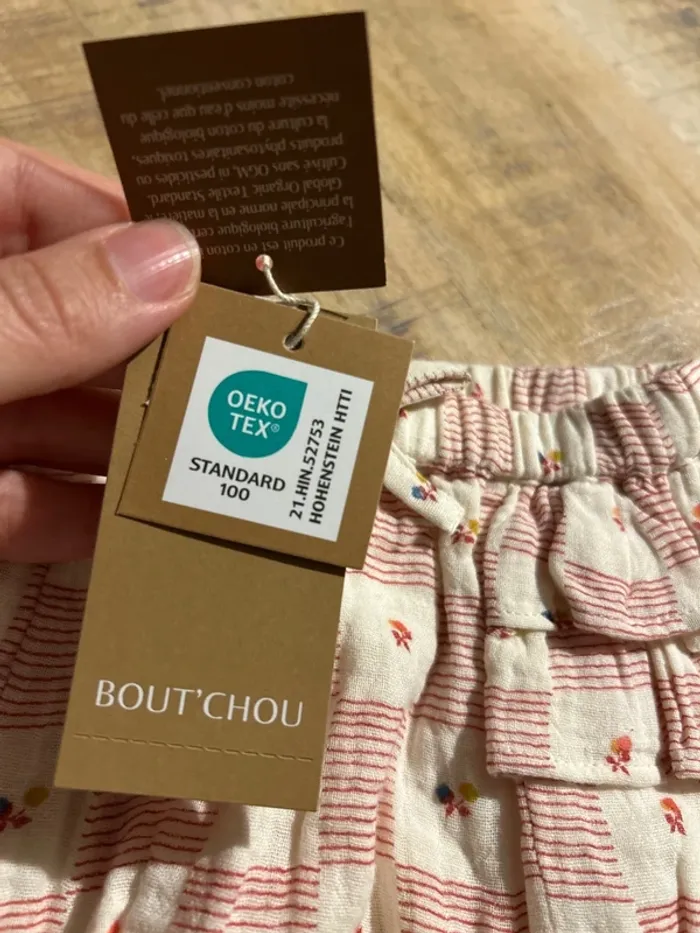 Ce produit est en coton
l'agriculture biologique cer
la principale norme en la matière,
Global Organic Textile Standard.
Cultivé sans OGM, ni pesticides ou
produits phytosanitaires toxiques,
la culture du coton biologique
nécessite moins d'eau que celle du
coton conventionnel.
OEKO
TEX®
STANDARD
100
21.HIN.52753
HOHENSTEIN HTTI
BOUT'CHOU